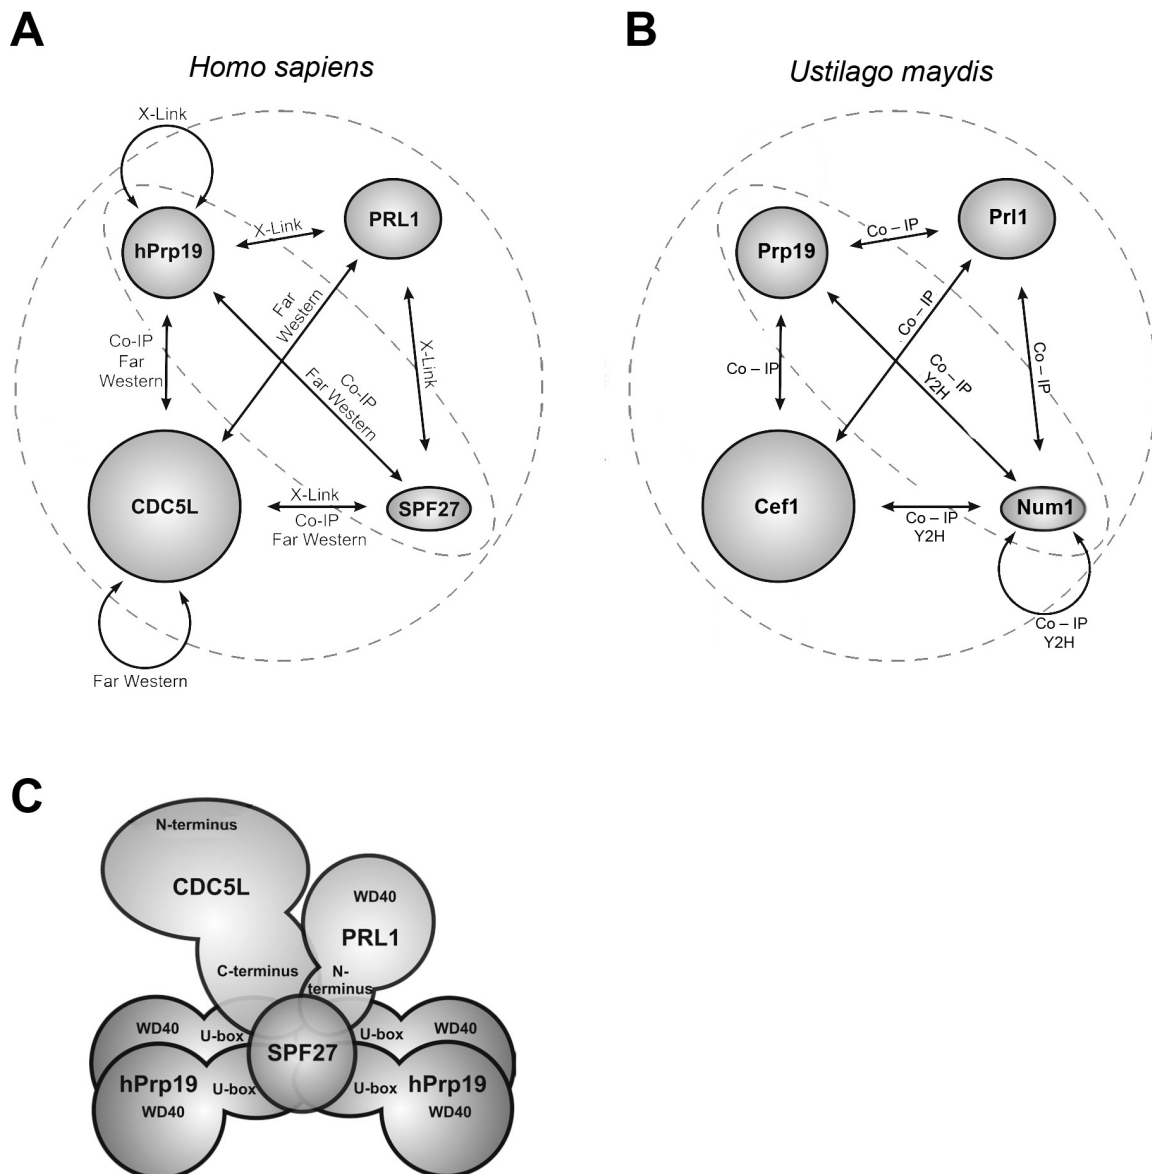 A
Homo sapiens
X-Link
hPrp19
X-Link
PRL1
Co-IP
Far
Western
Far
Western
Co-IP
Far Western
X-Link
CDC5L
X-Link
Co-IP
Far Western
SPF27
Far Western
B
Ustilago maydis
Prp19
Co – IP
Prl1
Co – IP
Co – IP
Co – IP
Y2H
Co – IP
Cef1
Co – IP
Y2H
Num1
Co – IP
Y2H
C
N-terminus
CDC5L
WD40
PRL1
C-terminus
N-
terminus
WD40
U-box
U-box
WD40
SPF27
hPrp19
U-box
U-box
hPrp19
WD40
WD40